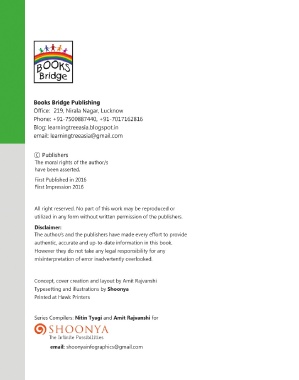 BOOKS
Bridge
Books Bridge Publishing
Office: 219, Nirala Nagar, Lucknow
Phone: +91-7500887440, +91-7017162816
Blog: learningtreeasia.blogspot.in
email: learningtreeasia@gmail.com
© Publishers
The moral rights of the author/s
have been asserted.
First Published in 2016
First Impression 2016
All right reserved. No part of this work may be reproduced or
utilized in any form without written permission of the publishers.
Disclaimer:
The author/s and the publishers have made every effort to provide
authentic, accurate and up-to-date information in this book.
However they do not take any legal responsibility for any
misinterpretation of error inadvertently overlooked.
Concept, cover creation and layout by Amit Rajvanshi
Typesetting and illustrations by Shoonya
Printed at Hawk Printers
Series Compilers: Nitin Tyagi and Amit Rajvanshi for
SHOONYA
The Infinite Possibilities
email: shoonyainfographics@gmail.com